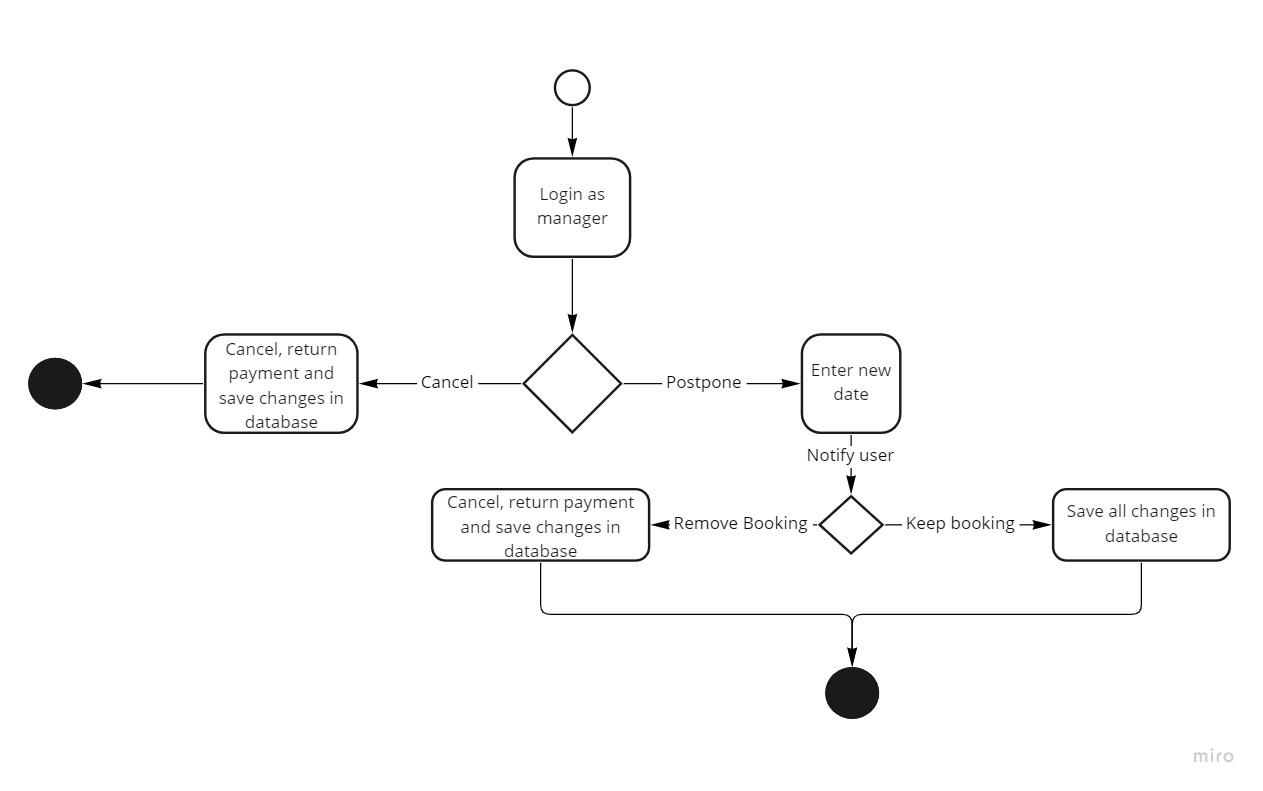 Login as
manager
Cancel, return
payment and
save changes in
database
Cancel
Postpone
Enter new
date
Notify user
Cancel, return payment
and save changes in
database
Remove Booking
Keep booking
Save all changes in
database
miro